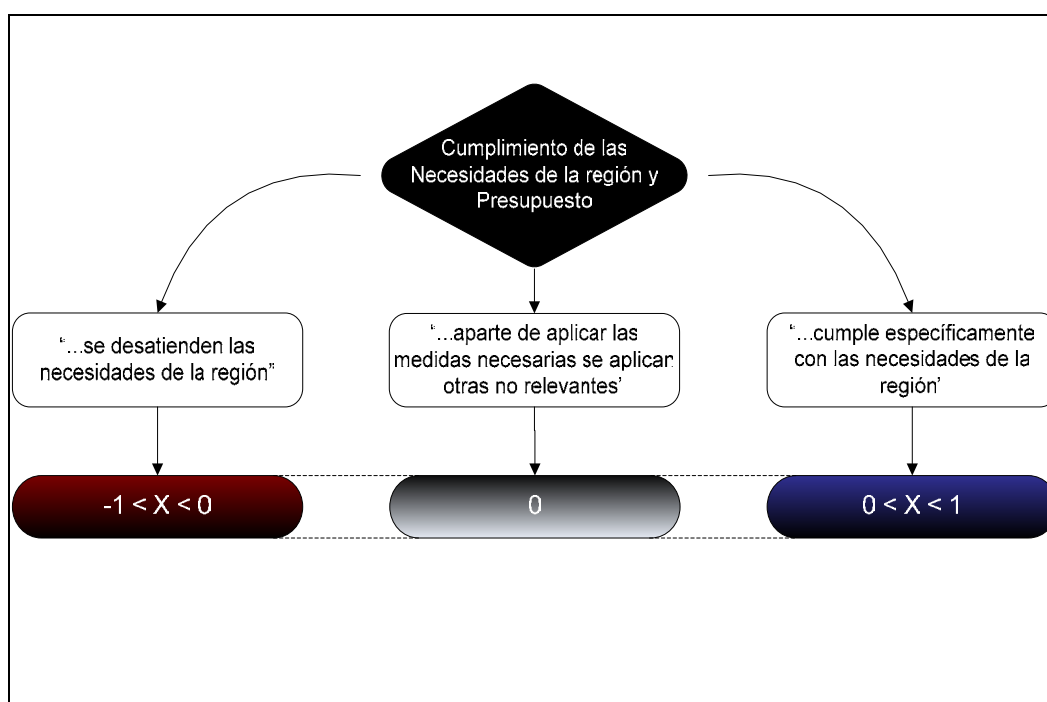 Cumplimiento de las
Necesidades de la región y
Presupuesto
“...se desatienden las
necesidades de la región”
“...aparte de aplicar las
medidas necesarias se aplican
otras no relevantes’
“...cumple específicamente
con las necesidades de la
región’
-1 < X < 0
0
0 < X < 1